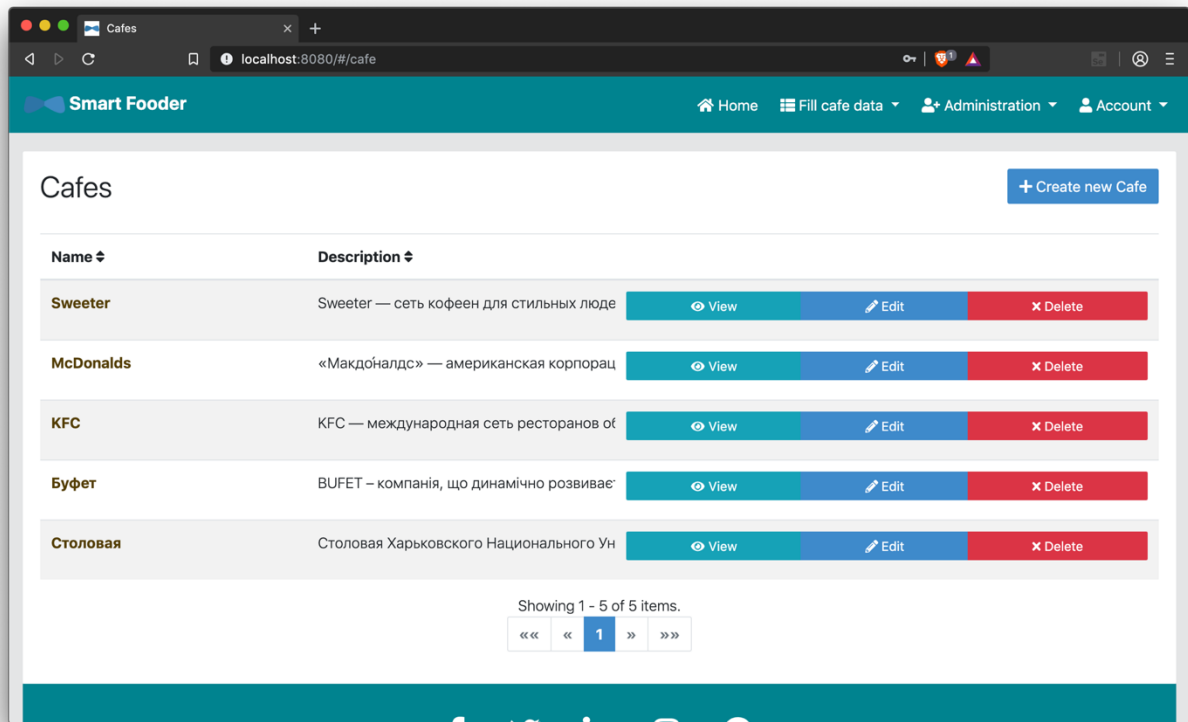 Cafes
localhost:8080/#/cafe
1
Smart Fooder
Home Fill cafe data Administration Account
Cafes
Create new Cafe
Name Description
Sweeter Sweeter — сеть кофеен для стильных люде View Edit Delete
McDonalds «Макдо́налдс» — американская корпорац View Edit Delete
KFC KFC — международная сеть ресторанов об View Edit Delete
Буфет BUFET – компанія, що динамічно розвиває View Edit Delete
Столовая Столовая Харьковского Национального Ун View Edit Delete
Showing 1 - 5 of 5 items.
«« « 1 » »»